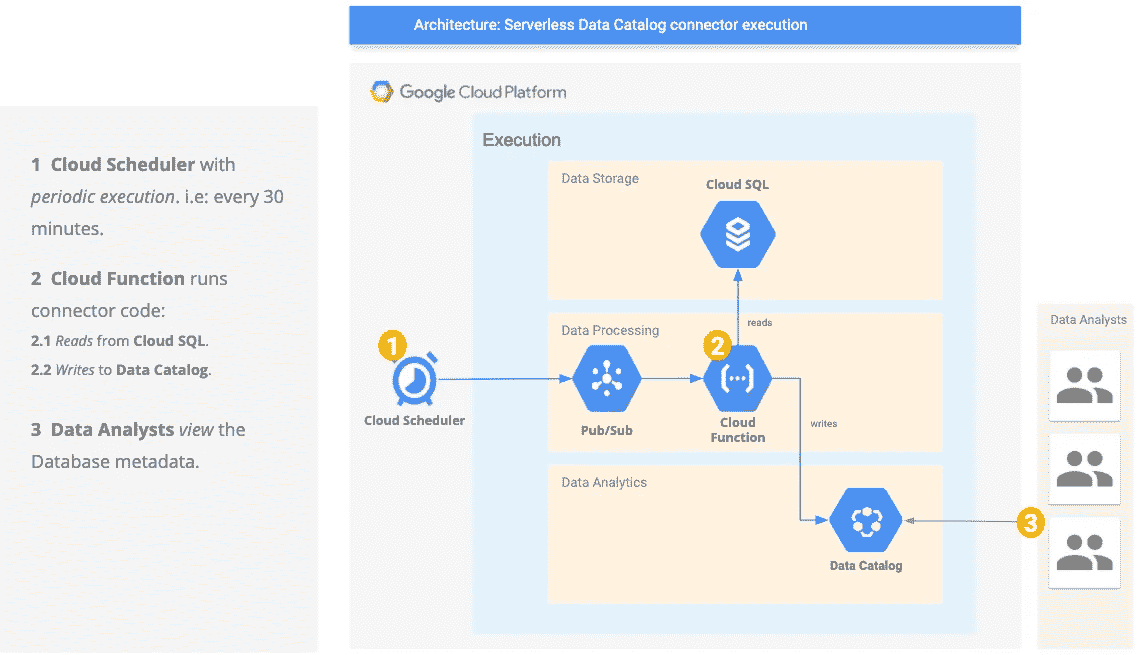 Architecture: Serverless Data Catalog connector execution
Google Cloud Platform
1 Cloud Scheduler with
periodic execution. i.e: every 30
minutes.
2 Cloud Function runs
connector code:
2.1 Reads from Cloud SQL.
2.2 Writes to Data Catalog.
3 Data Analysts view the
Database metadata.
Execution
Data Storage
Cloud SQL
reads
Data Processing
1
2
Cloud Scheduler
Pub/Sub
Cloud
Function
writes
Data Analytics
Data Catalog
3
Data Analysts